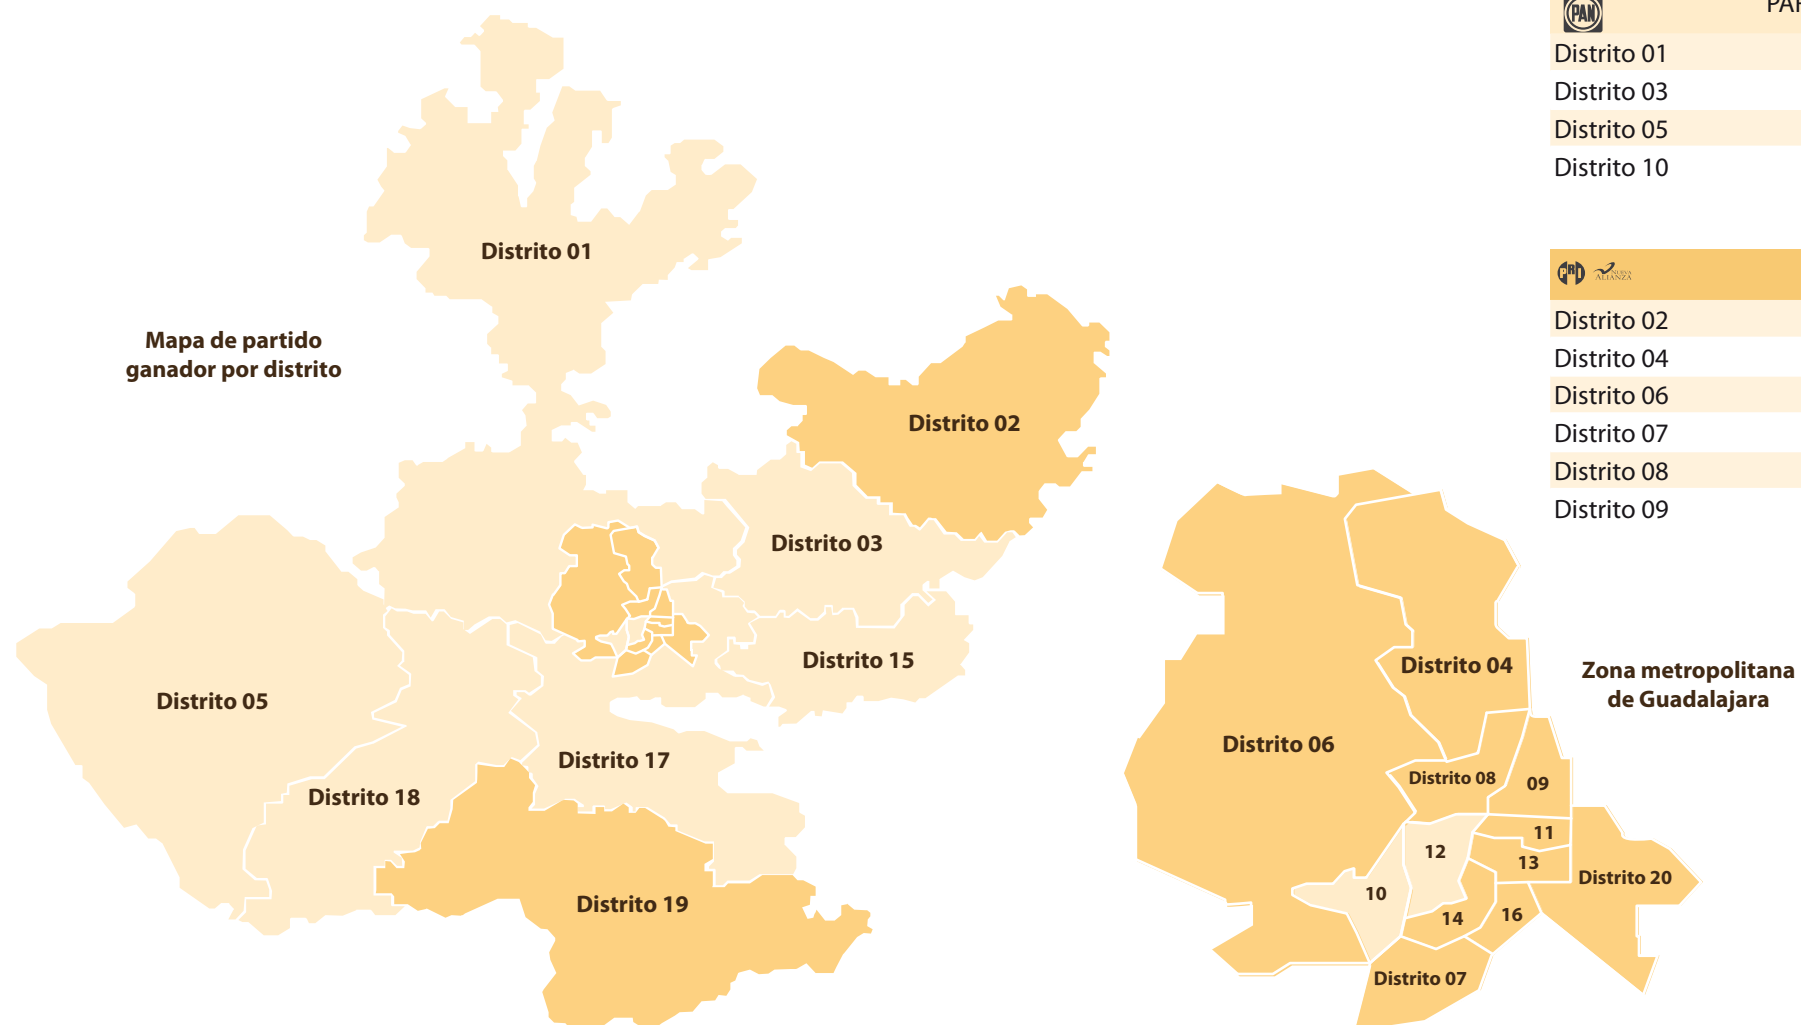 PAN
PAR
Distrito 01
Distrito 03
Distrito 05
Distrito 10
PRI NUEVA ALIANZA
Distrito 02
Distrito 04
Distrito 06
Distrito 07
Distrito 08
Distrito 09
Mapa de partido
ganador por distrito
Distrito 01
Distrito 02
Distrito 03
Distrito 15
Distrito 05
Distrito 17
Distrito 18
Distrito 19
Zona metropolitana
de Guadalajara
Distrito 04
Distrito 06
Distrito 08
09
11
12
13
Distrito 20
10
14
16
Distrito 07